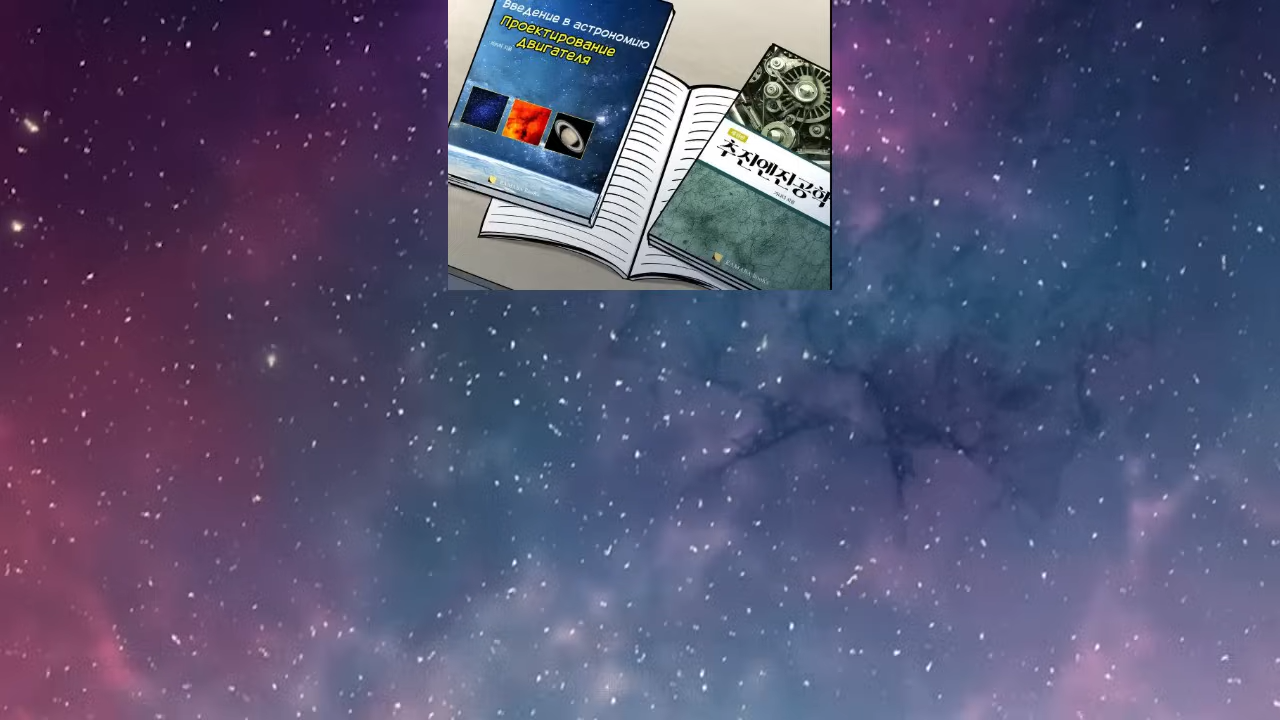 Введение в астрономию
Проектирование
двигателя
추진엔진공학